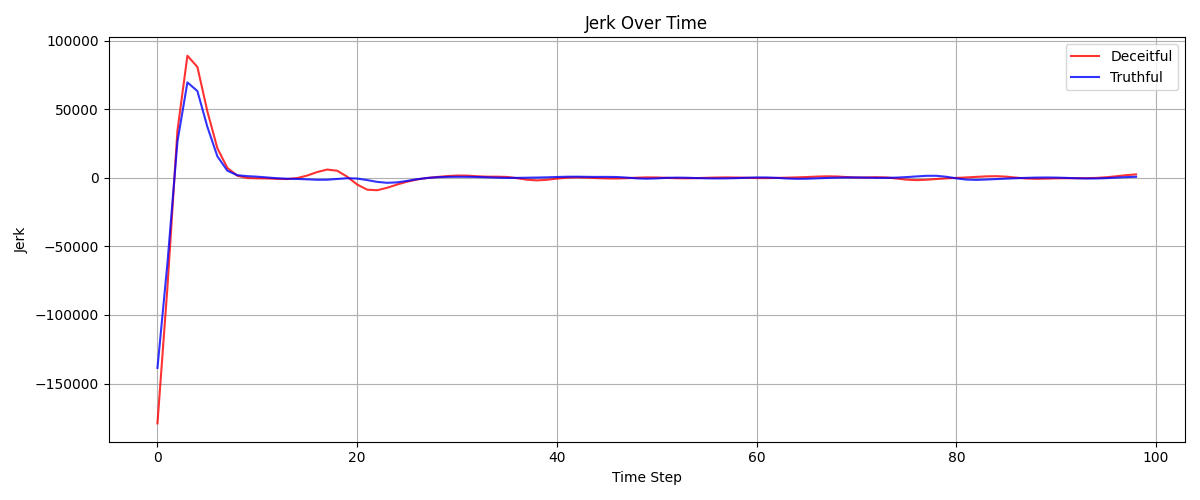 Jerk Over Time
Deceitful
Truthful
Jerk
100000
50000
0
−50000
−100000
−150000
0 20 40 60 80 100
Time Step